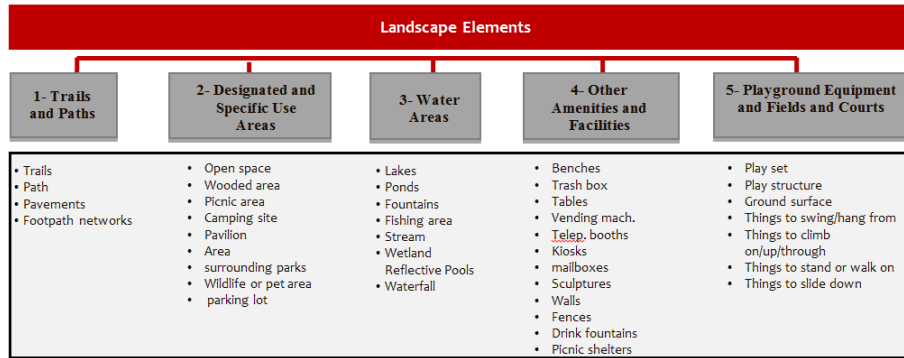 Landscape Elements
1- Trails
and Paths
2- Designated and
Specific Use
Areas
3- Water
Areas
4- Other
Amenities and
Facilities
5- Playground Equipment
and Fields and Courts
• Trails
• Path
• Pavements
• Footpath networks
• Open space
• Wooded area
• Picnic area
• Camping site
• Pavilion
• Area
• surrounding parks
• Wildlife or pet area
• parking lot
• Lakes
• Ponds
• Fountains
• Fishing area
• Stream
• Wetland
Reflective Pools
• Waterfall
• Benches
• Trash box
• Tables
• Vending mach.
• Telep. booths
• Kiosks
• mailboxes
• Sculptures
• Walls
• Fences
• Drink fountains
• Picnic shelters
• Play set
• Play structure
• Ground surface
• Things to swing/hang from
• Things to climb
on/up/through
• Things to stand or walk on
• Things to slide down